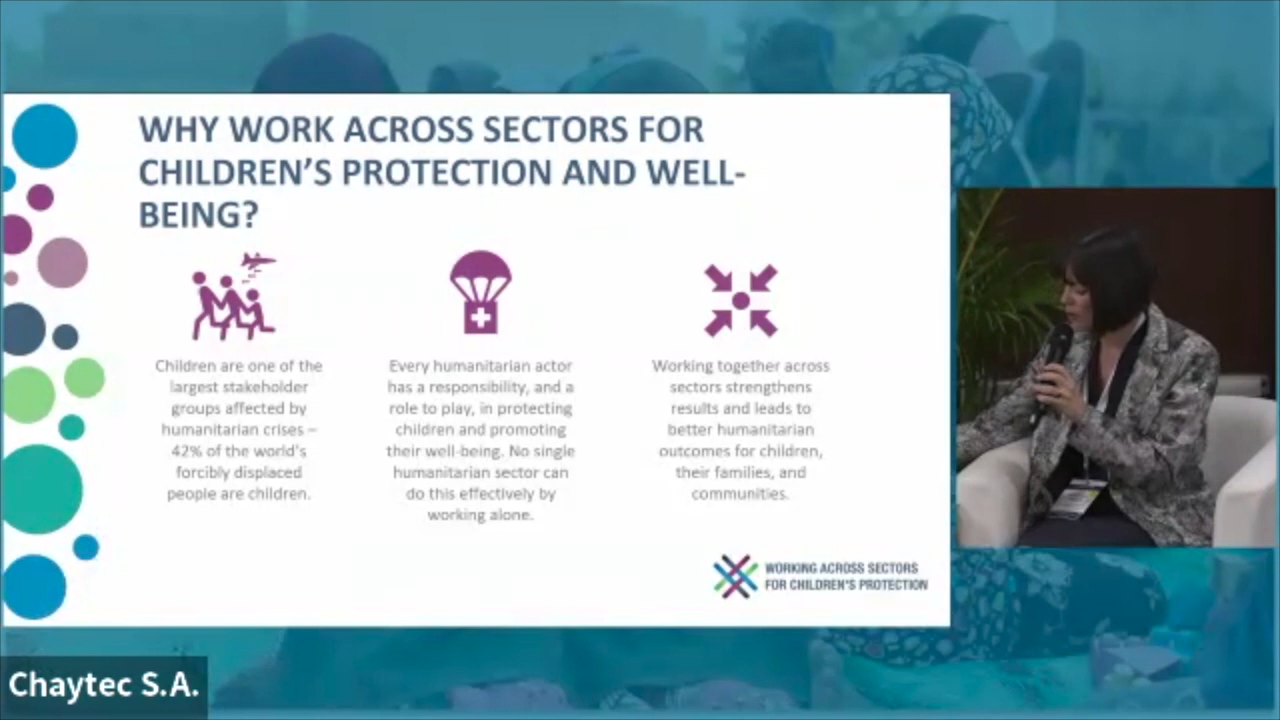 WHY WORK ACROSS SECTORS FOR
CHILDREN’S PROTECTION AND WELL-
BEING?
Children are one of the
largest stakeholder
groups affected by
humanitarian crises –
42% of the world's
forcibly displaced
people are children.
Every humanitarian actor
has a responsibility, and a
role to play, in protecting
children and promoting
their well-being. No single
humanitarian sector can
do this effectively by
working alone.
Working together across
sectors strengthens
results and leads to
better humanitarian
outcomes for children,
their families, and
communities.
WORKING ACROSS SECTORS
FOR CHILDREN'S PROTECTION
Chaytec S.A.